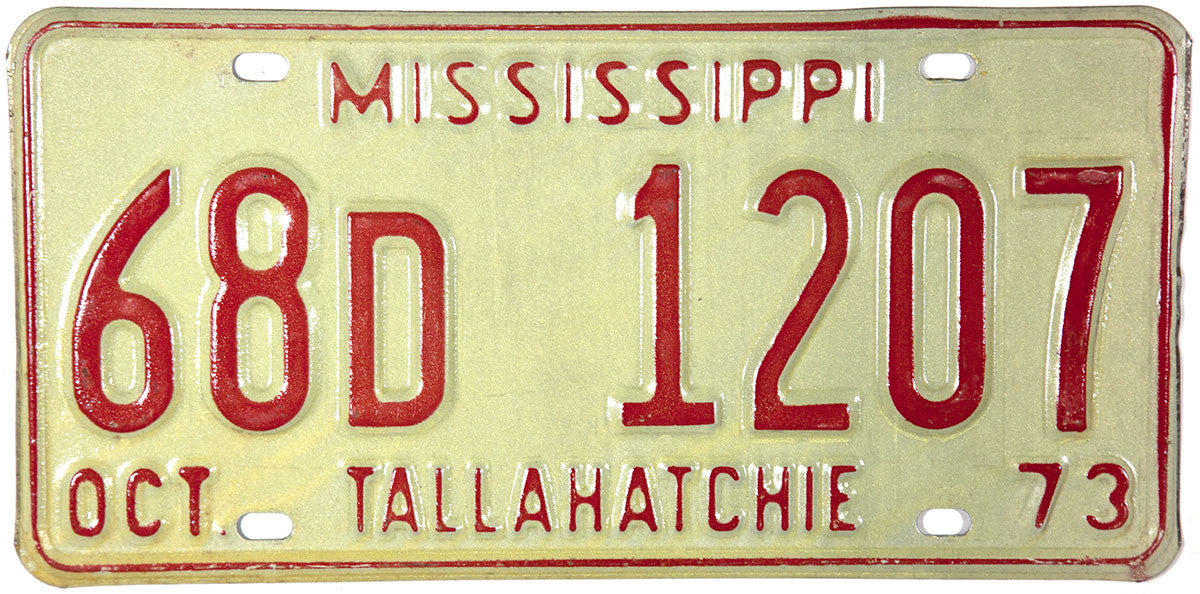 MISSISSIPPI
68D 1207
OCT. TALLAHATCHIE 73